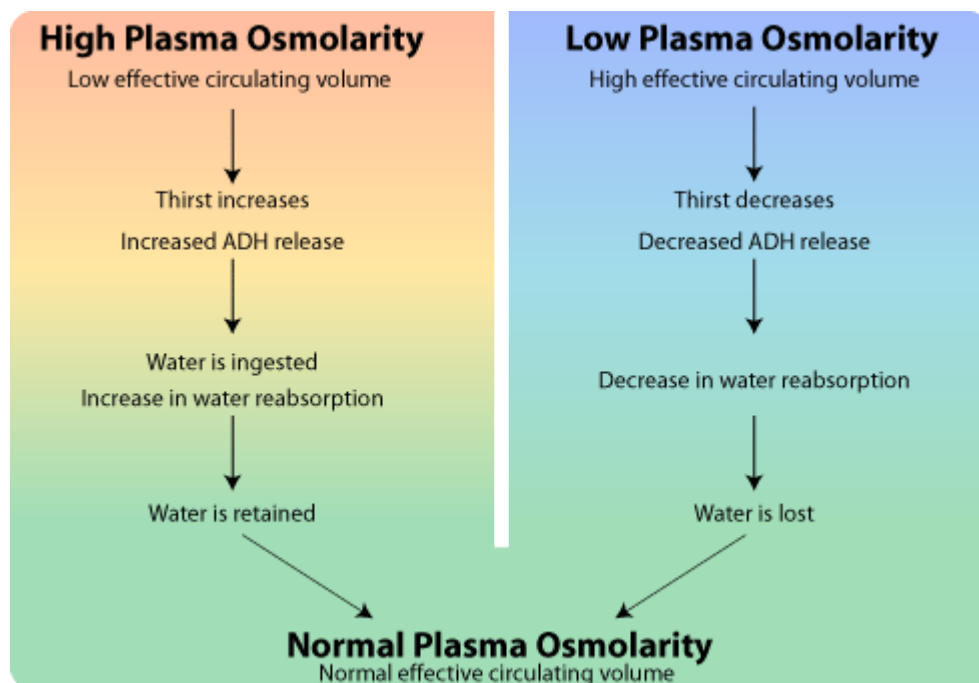 High Plasma Osmolarity
Low effective circulating volume
Thirst increases
Increased ADH release
Water is ingested
Increase in water reabsorption
Water is retained
Low Plasma Osmolarity
High effective circulating volume
Thirst decreases
Decreased ADH release
Decrease in water reabsorption
Water is lost
Normal Plasma Osmolarity
Normal effective circulating volume